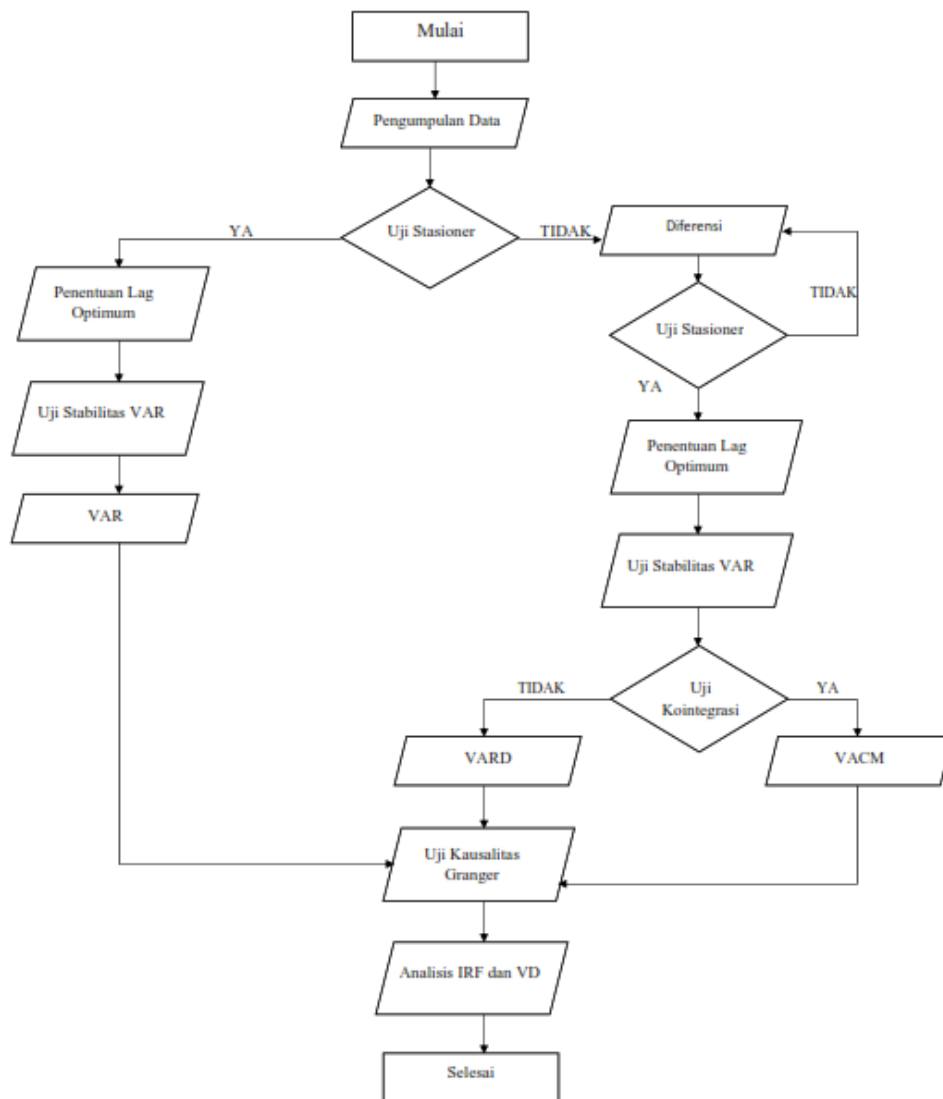 Mulai
Pengumpulan Data
Uji Stasioner
YA
TIDAK
Diferensi
TIDAK
Penentuan Lag
Optimum
Uji Stasioner
YA
Uji Stabilitas VAR
Penentuan Lag
Optimum
VAR
Uji Stabilitas VAR
TIDAK
Uji
Kointegrasi
YA
VARD
VACM
Uji Kausalitas
Granger
Analisis IRF dan VD
Selesai